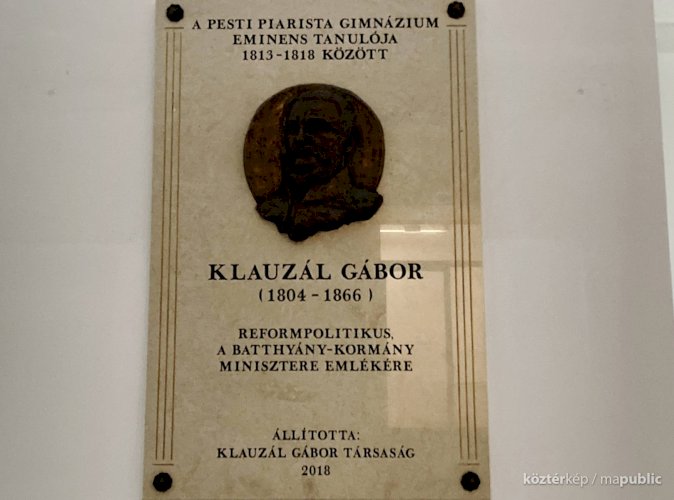 A PESTI PIARISTA GIMNÁZIUM
EMINENS TANULÓJA
1813-1818 KÖZÖTT
KLAUZÁL GÁBOR
(1804 - 1866)
REFORMPOLITIKUS,
A BATTHYÁNY-KORMÁNY
MINISZTERE EMLÉKÉRE
ÁLLÍTOTTA:
KLAUZÁL GÁBOR TÁRSASÁG
2018
köztérkép / mapublic